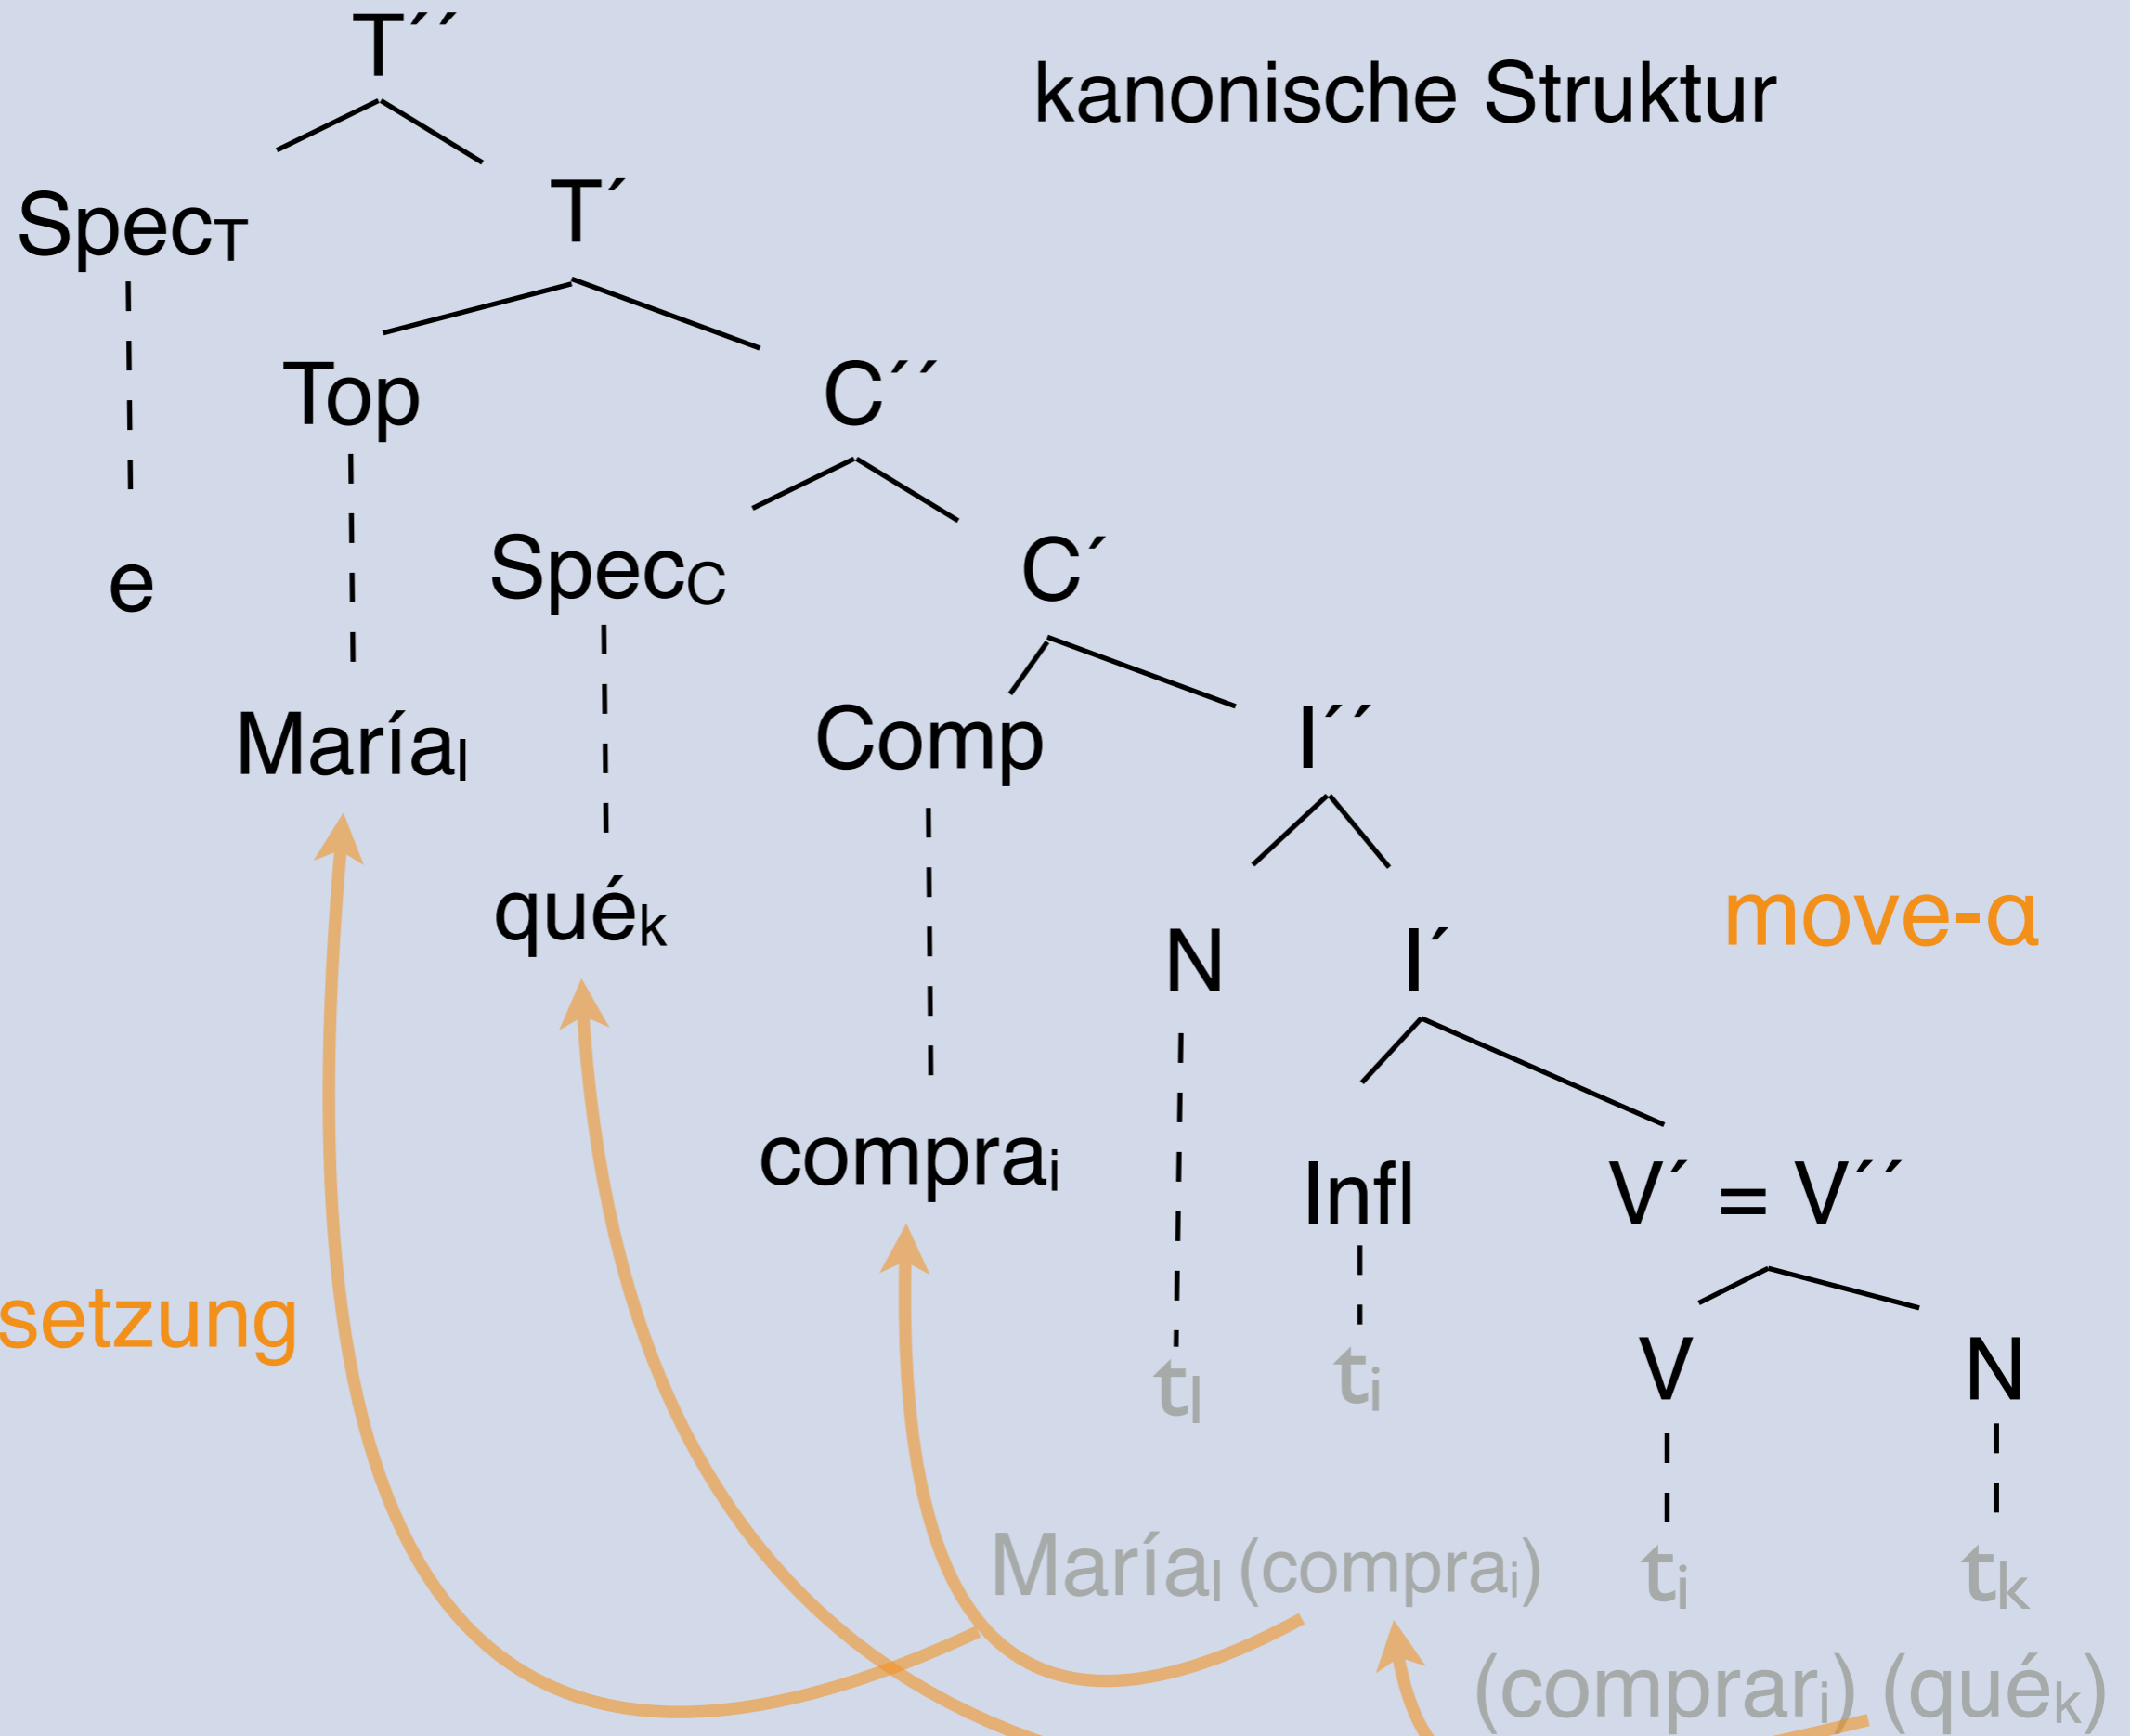 T´´
kanonische Struktur
SpecT T´
Top C´´
e SpecC C´
Maríal Comp I´´
quék N I´ move-α
comprai Infl V´ = V´´
setzung
tl ti V N
Maríal (comprai) ti tk
(comprari) (quék)